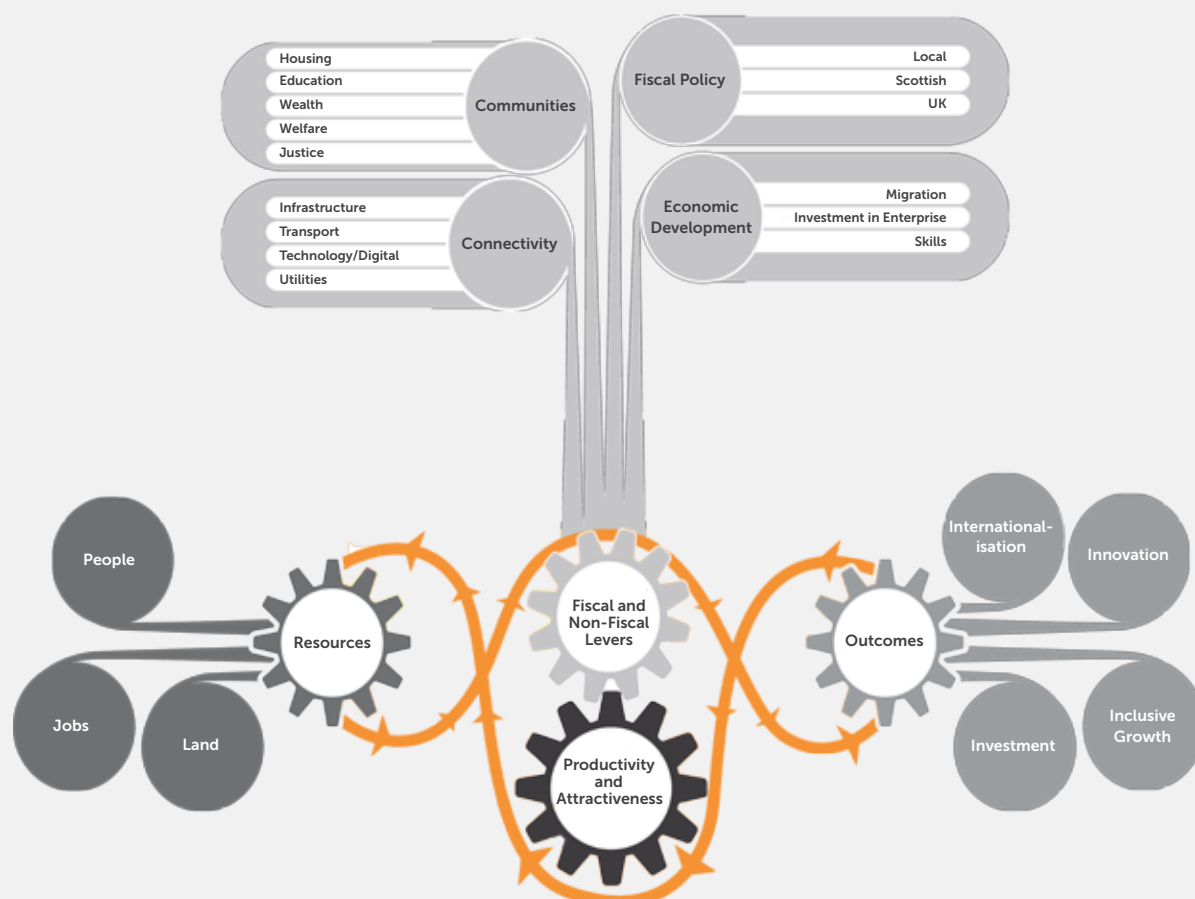 Housing
Education
Wealth
Welfare
Justice
Communities
Fiscal Policy
Local
Scottish
UK
Infrastructure
Transport
Technology/Digital
Utilities
Connectivity
Economic
Development
Migration
Investment in Enterprise
Skills
People
Jobs
Land
Resources
Fiscal and
Non-Fiscal
Levers
Productivity
and
Attractiveness
Outcomes
International-
isation
Innovation
Investment
Inclusive
Growth